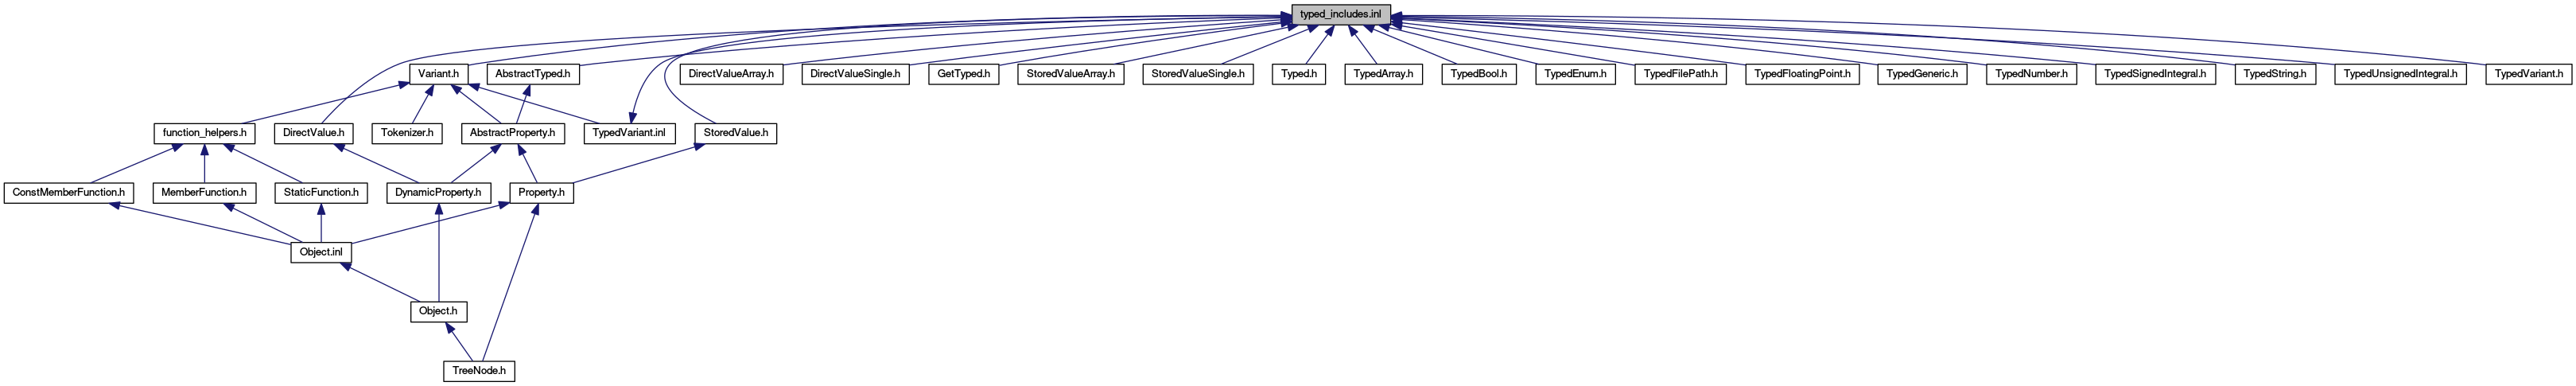 typed_includes.inl
Variant.h
AbstractTyped.h
DirectValueArray.h
DirectValueSingle.h
GetTyped.h
StoredValueArray.h
StoredValueSingle.h
Typed.h
TypedArray.h
TypedBool.h
TypedEnum.h
TypedFilePath.h
TypedFloatingPoint.h
TypedGeneric.h
TypedNumber.h
TypedSignedIntegral.h
TypedString.h
TypedUnsignedIntegral.h
TypedVariant.h
function_helpers.h
DirectValue.h
Tokenizer.h
AbstractProperty.h
TypedVariant.inl
StoredValue.h
ConstMemberFunction.h
MemberFunction.h
StaticFunction.h
DynamicProperty.h
Property.h
Object.inl
Object.h
TreeNode.h